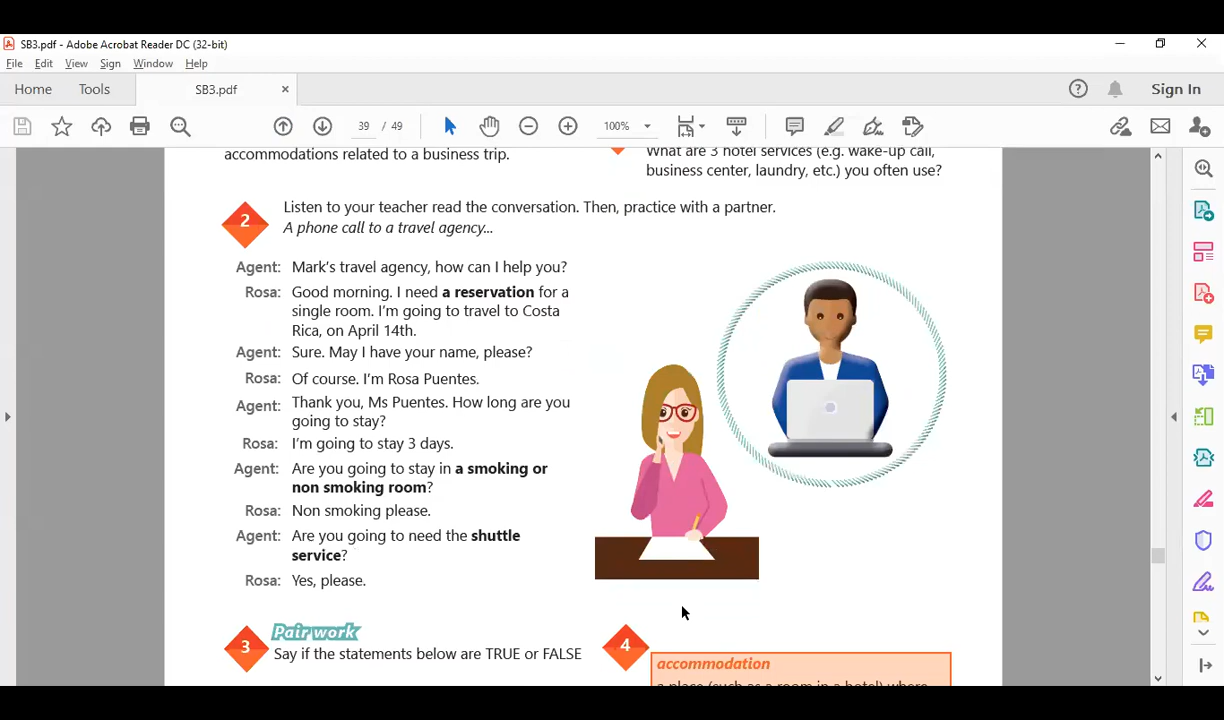 SB3.pdf - Adobe Acrobat Reader DC (32-bit)
File Edit View Sign Window Help
Home Tools SB3.pdf × Sign In
39 / 49 100%
accommodations related to a business trip.
What are 3 hotel services (e.g. wake-up call,
business center, laundry, etc.) you often use?
2
Listen to your teacher read the conversation. Then, practice with a partner.
A phone call to a travel agency...
Agent: Mark's travel agency, how can I help you?
Rosa: Good morning. I need a reservation for a
single room. I'm going to travel to Costa
Rica, on April 14th.
Agent: Sure. May I have your name, please?
Rosa: Of course. I'm Rosa Puentes.
Agent: Thank you, Ms Puentes. How long are you
going to stay?
Rosa: I'm going to stay 3 days.
Agent: Are you going to stay in a smoking or
non smoking room?
Rosa: Non smoking please.
Agent: Are you going to need the shuttle
service?
Rosa: Yes, please.
3
Pair work
Say if the statements below are TRUE or FALSE
4
accommodation
a place (such as a room in a hotel) where